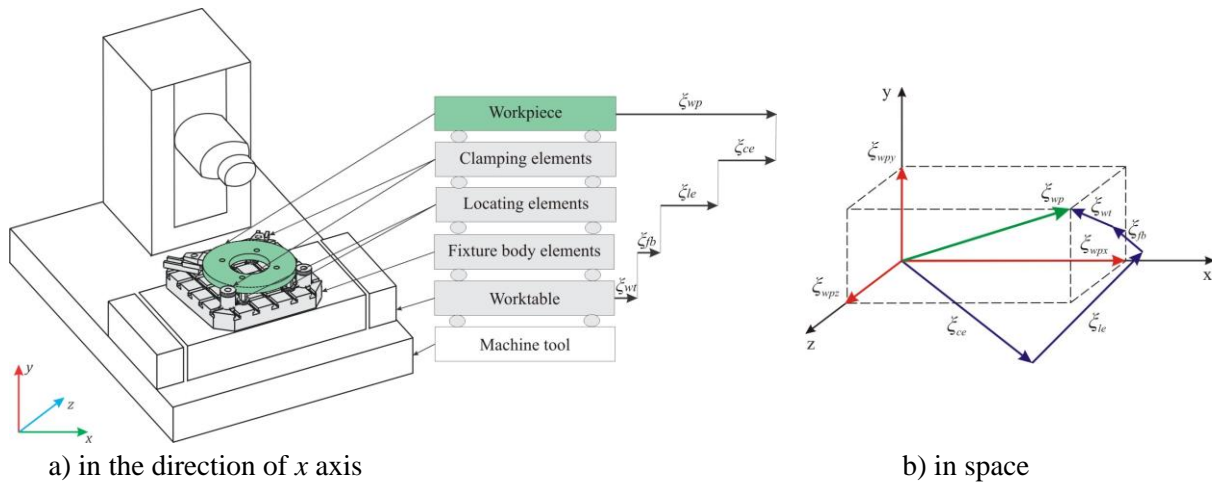 Workpiece
ξwp
Clamping elements
ξce
Locating elements
ξle
Fixture body elements
ξfb
Worktable
ξwt
Machine tool
y
z
x
a) in the direction of x axis
y
ξwpy
ξwp
ξwt
ξfb
ξwpx
x
ξwpz
z
ξce
ξle
b) in space